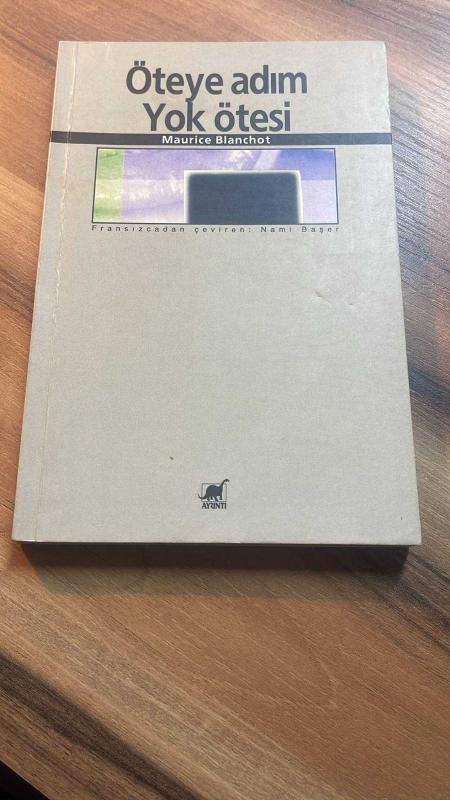 Öteye adım
Yok ötesi
Maurice Blanchot
Fransızcadan çeviren: Nami Başer
AYRINTI